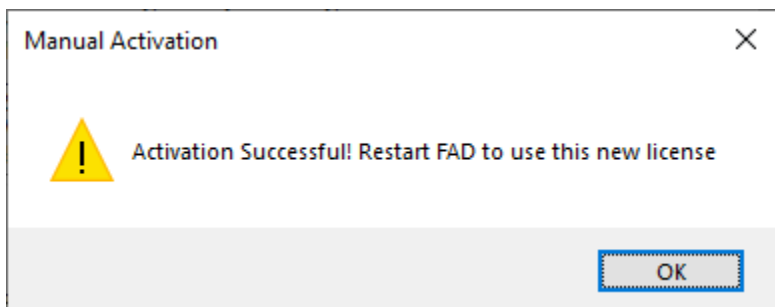 Manual Activation
Activation Successful! Restart FAD to use this new license
OK